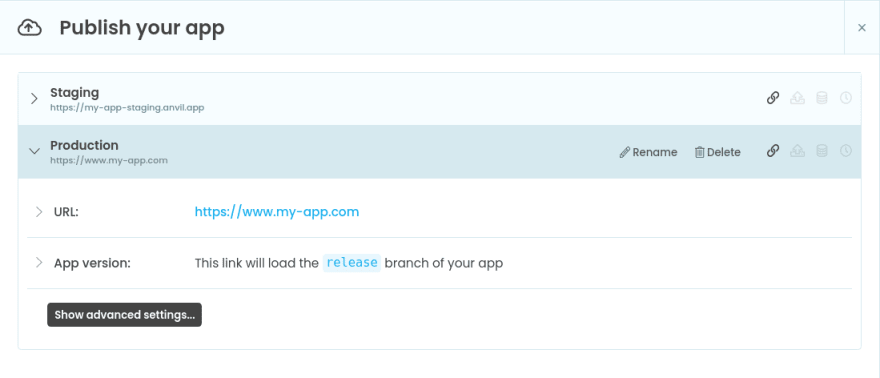 Publish your app
Staging
https://my-app-staging.anvil.app
Production
https://www.my-app.com
Rename
Delete
URL:
https://www.my-app.com
App version:
This link will load the release branch of your app
Show advanced settings...